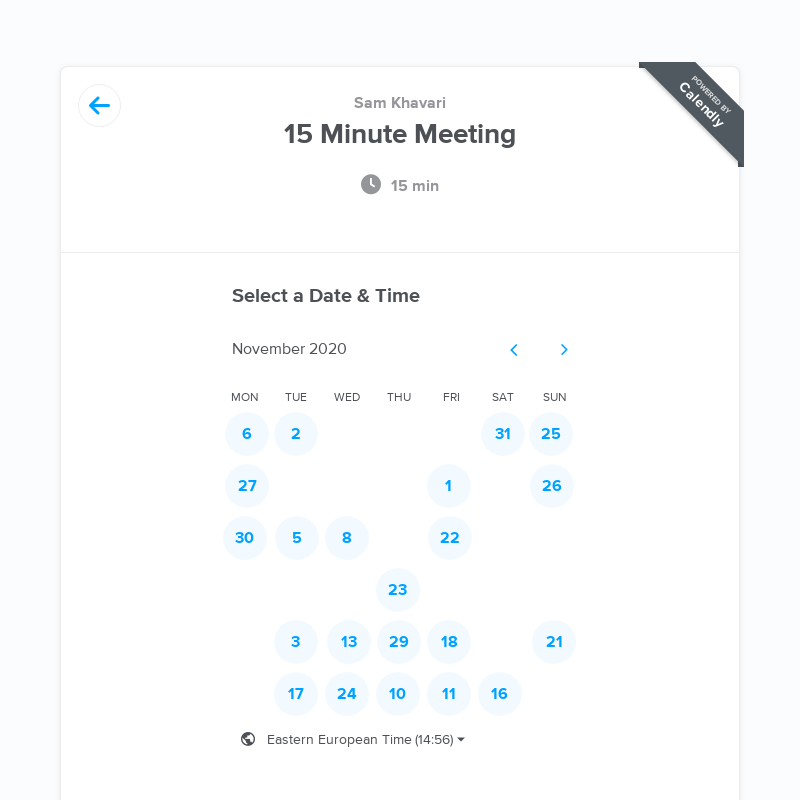 POWERED BY
Calendly
Sam Khavari
15 Minute Meeting
15 min
Select a Date & Time
November 2020
MON TUE WED THU FRI SAT SUN
6 2 31 25
27 1 26
30 5 8 22
23
3 13 29 18 21
17 24 10 11 16
Eastern European Time (14:56)